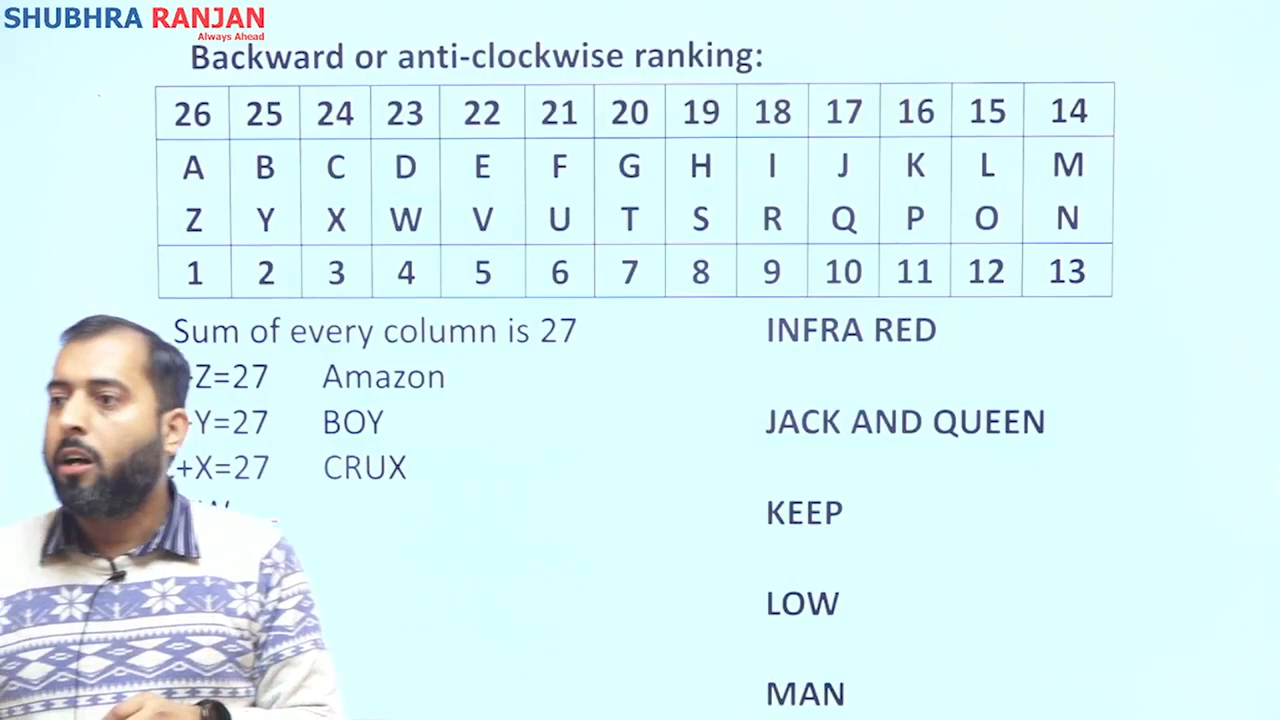 SHUBHRA RANJAN
Always Ahead
Backward or anti-clockwise ranking:
26 25 24 23 22 21 20 19 18 17 16 15 14
A B C D E F G H I J K L M
Z Y X W V U T S R Q P O N
1 2 3 4 5 6 7 8 9 10 11 12 13
Sum of every column is 27 INFRA RED
Z=27 Amazon
Y=27 BOY JACK AND QUEEN
+X=27 CRUX
KEEP
LOW
MAN